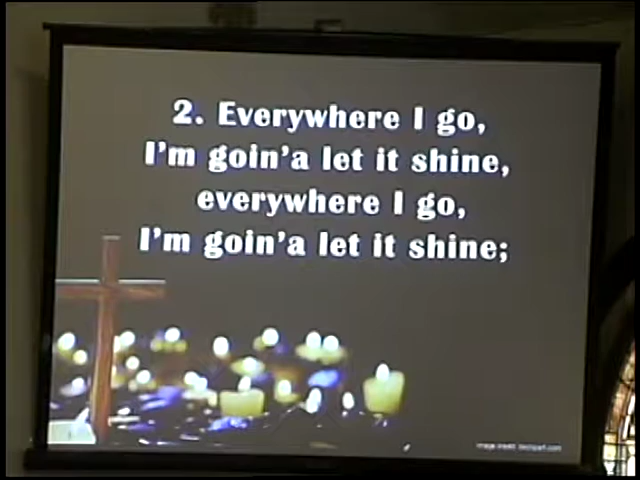 2. Everywhere I go,
I'm goin'a let it shine,
everywhere I go,
I'm goin'a let it shine;